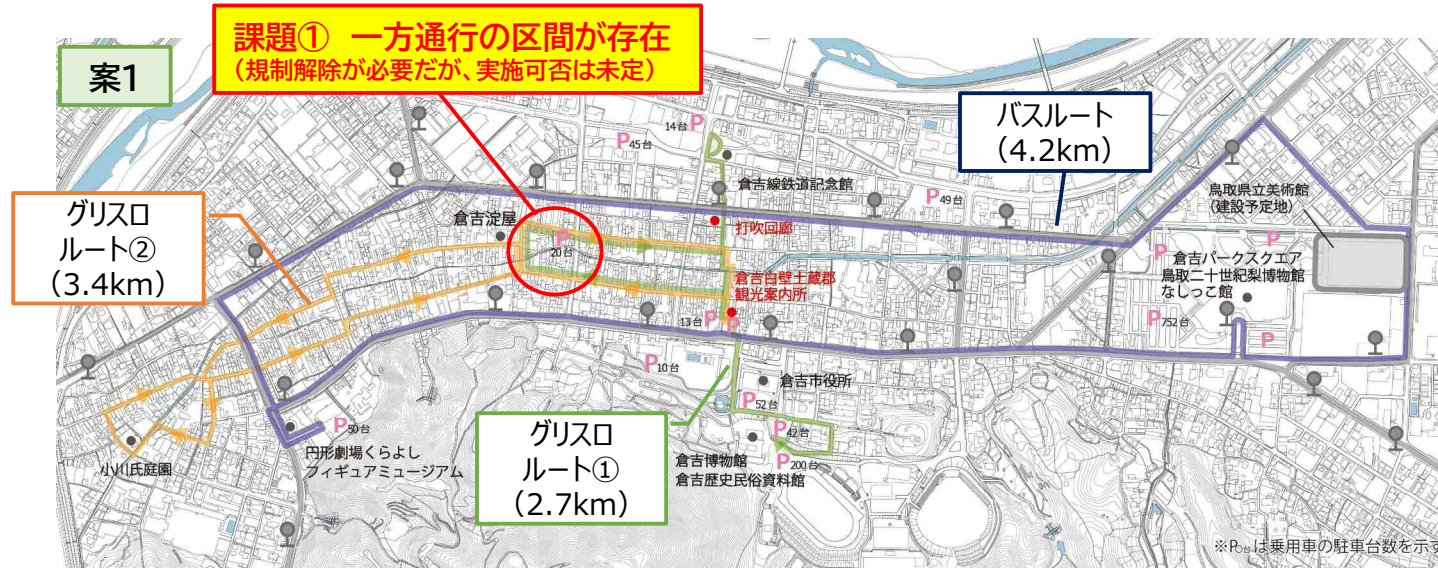 案1
課題① 一方通行の区間が存在
(規制解除が必要だが、実施可否は未定)
バスルート
(4.2km)
グリスロ
ルート②
(3.4km)
グリスロ
ルート①
(2.7km)
14台 P
P 45台
倉吉線鉄道記念館
P 49台
鳥取県立美術館
(建設予定地)
倉吉淀屋
打吹回廊
P
20台
P
P
倉吉パークスクエア
鳥取二十世紀梨博物館
なしっこ館
倉吉白壁土蔵郡
観光案内所
13台 P
P
P 752台
P 10台
倉吉市役所
P 52台
P 50台
P 42台
円形劇場くらよし
フィギュアミュージアム
小川氏庭園
倉吉博物館
倉吉歴史民俗資料館
P 200台
※P○台は乗用車の駐車台数を示す